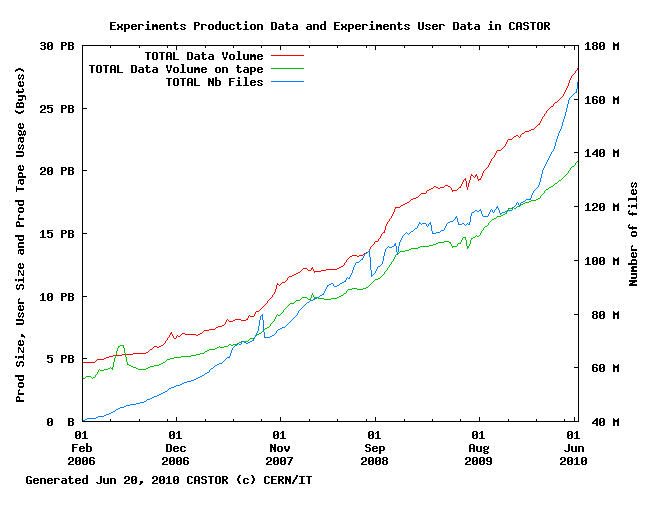 Experiments Production Data and Experiments User Data in CASTOR
30 PB
180 M
TOTAL Data Volume
TOTAL Data Volume on tape
TOTAL Nb Files
25 PB
160 M
20 PB
140 M
15 PB
120 M
100 M
10 PB
80 M
5 PB
60 M
0 B
40 M
Prod Size, User Size and Prod Tape Usage (Bytes)
Number of files
01 01 01 01 01 01
Feb Dec Nov Sep Aug Jun
2006 2006 2007 2008 2009 2010
Generated Jun 20, 2010 CASTOR (c) CERN/IT